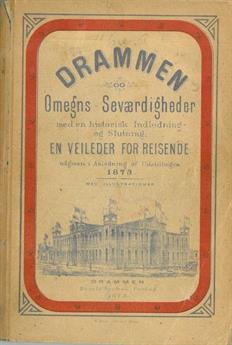 DRAMMEN
OG
Omegns Seværdigheder
med en historisk Indledning
og Slutning,
EN VEILEDER FOR REISENDE
udgiven i Anledning af Udstillingen
1873
MED ILLUSTRATIONER
DRAMMEN
Forlag
1873